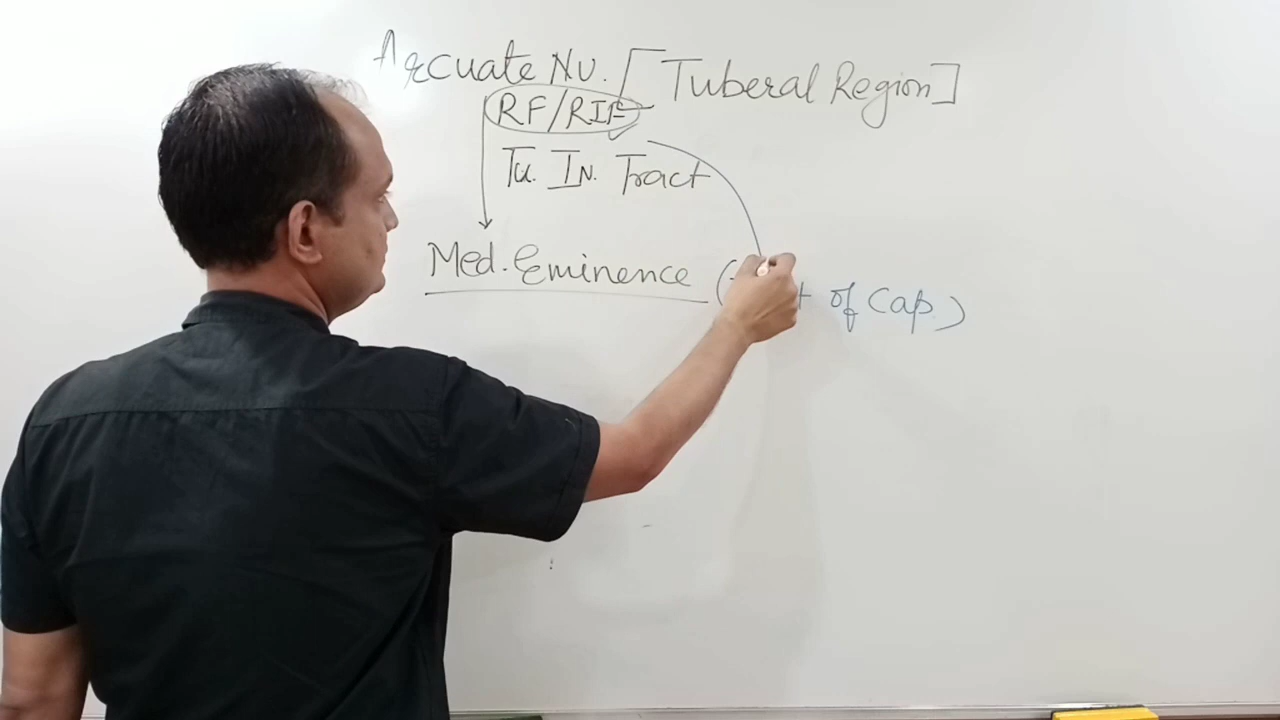 Arcuate Nu. [Tuberal Region]
RF/RIF
Tu. In. Tract
Med. Eminence ( of Cap.)